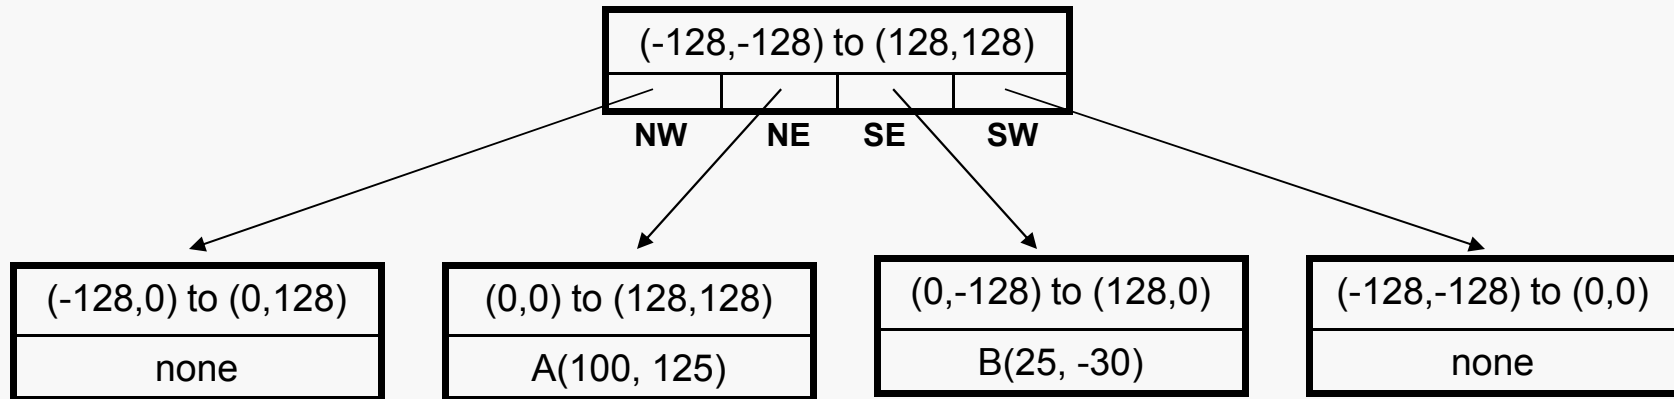 (-128,-128) to (128,128)
NW NE SE SW
(-128,0) to (0,128)
none
(0,0) to (128,128)
A(100, 125)
(0,-128) to (128,0)
B(25, -30)
(-128,-128) to (0,0)
none